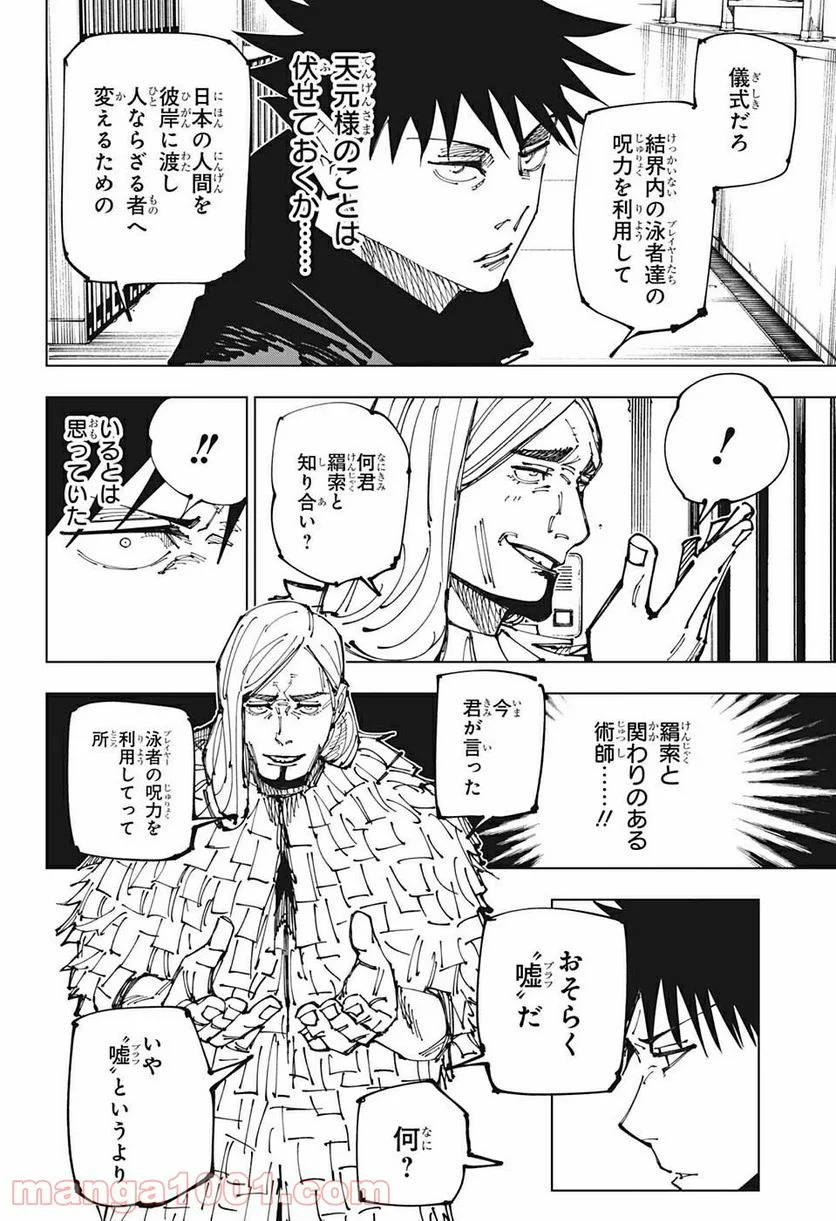 儀式だろ
結界内の泳者達の
呪力を利用して
天元様のことは
伏せておくか……
日本の人間を
彼岸に渡し
人ならざる者へ
変えるための
！
何君
羂索と
知り合い？
!!
いるとは
思っていた
羂索と
関わりのある
術師……!!
今
君が言った
泳者の呪力を
利用してって
所
おそらく
〝嘘〟だ
何？
いや
〝嘘〟というより
manga1001.com